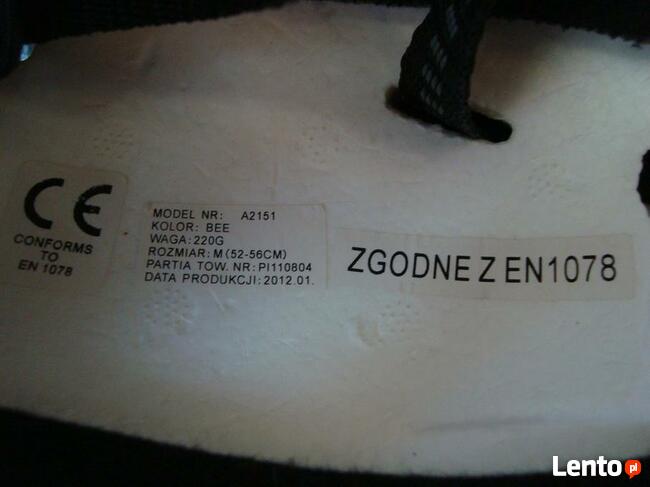 CE
CONFORMS
TO
EN 1078
MODEL NR: A2151
KOLOR: BEE
WAGA: 220G
ROZMIAR: M (52-56CM)
PARTIA TOW. NR: PI110804
DATA PRODUKCJI: 2012.01.
ZGODNE Z EN1078
Lento.pl